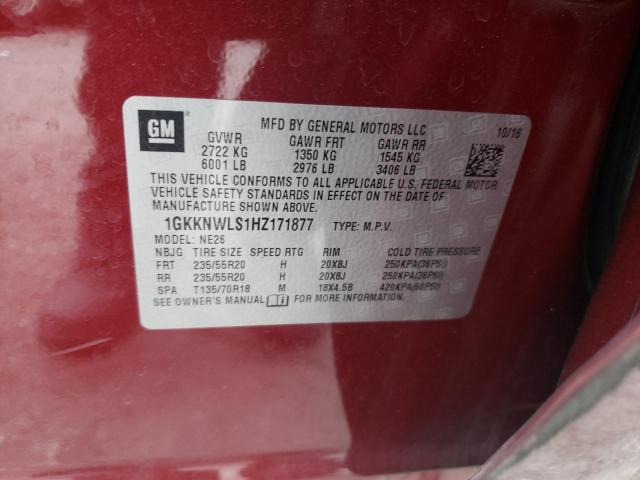 GM
MFD BY GENERAL MOTORS LLC 10/16
GVWR GAWR FRT GAWR RR
2722 KG 1350 KG 1545 KG
6001 LB 2976 LB 3406 LB
THIS VEHICLE CONFORMS TO ALL APPLICABLE U.S. FEDERAL MOTOR
VEHICLE SAFETY STANDARDS IN EFFECT ON THE DATE OF
MANUFACTURE SHOWN ABOVE.
1GKKNWLS1HZ171877 TYPE: M.P.V.
MODEL: NE26
NBJG TIRE SIZE SPEED RTG RIM COLD TIRE PRESSURE
FRT 235/55R20 H 20X8J 250KPA(36PSI)
RR 235/55R20 H 20X8J 250KPA(36PSI)
SPA T135/70R18 M 18X4.5B 420KPA(60PSI)
SEE OWNER'S MANUAL FOR MORE INFORMATION.